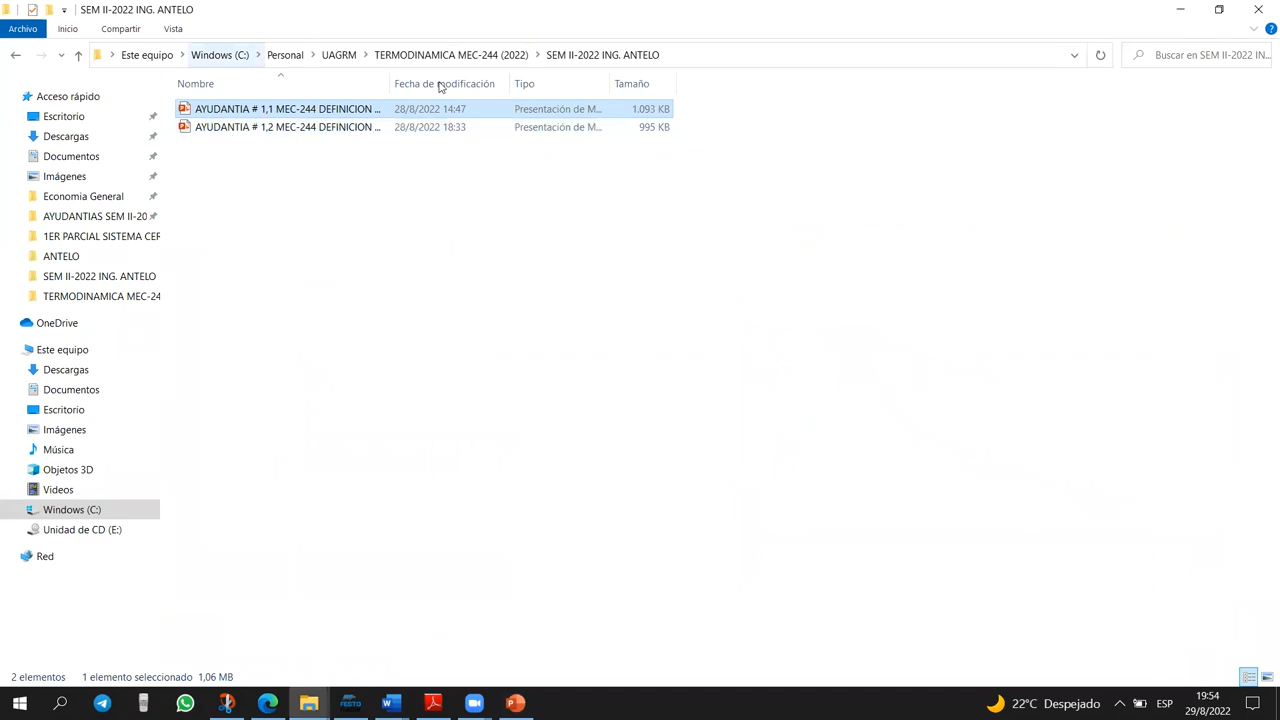 SEM II-2022 ING. ANTELO
Archivo Inicio Compartir Vista
Este equipo Windows (C:) Personal UAGRM TERMODINAMICA MEC-244 (2022) SEM II-2022 ING. ANTELO
Buscar en SEM II-2022 IN...
Nombre Fecha de modificación Tipo Tamaño
AYUDANTIA # 1,1 MEC-244 DEFINICION ... 28/8/2022 14:47 Presentación de M... 1.093 KB
AYUDANTIA # 1,2 MEC-244 DEFINICION ... 28/8/2022 18:33 Presentación de M... 995 KB
Acceso rápido
Escritorio
Descargas
Documentos
Imágenes
Economia General
AYUDANTIAS SEM II-20
1ER PARCIAL SISTEMA CER
ANTELO
SEM II-2022 ING. ANTELO
TERMODINAMICA MEC-24
OneDrive
Este equipo
Descargas
Documentos
Escritorio
Imágenes
Música
Objetos 3D
Videos
Windows (C:)
Unidad de CD (E:)
Red
2 elementos 1 elemento seleccionado 1,06 MB
FESTO
22°C Despejado
ESP
19:54
29/8/2022